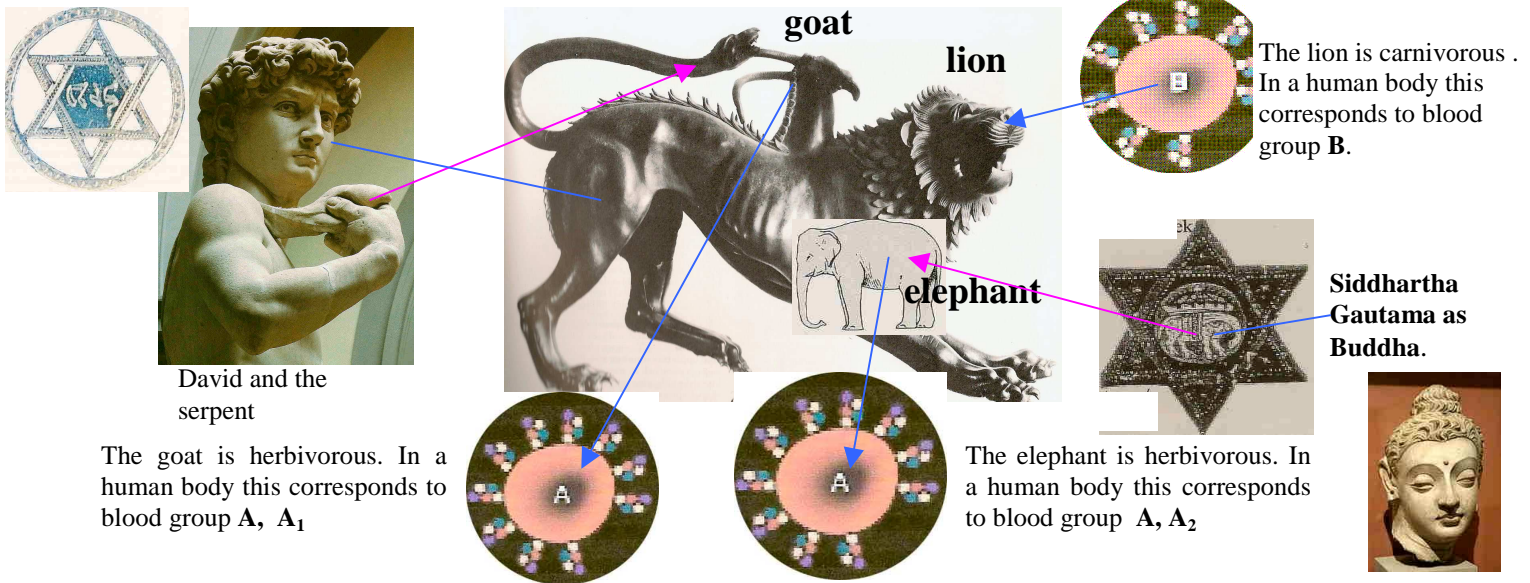 goat
lion
The lion is carnivorous .
In a human body this
corresponds to blood
group B.
ek
elephant
Siddhartha
Gautama as
Buddha.
David and the
serpent
The goat is herbivorous. In a
human body this corresponds to
blood group A, A1
A
A
The elephant is herbivorous. In
a human body this corresponds
to blood group A, A2